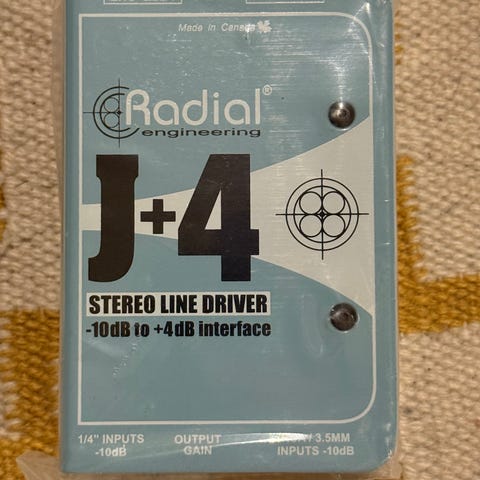 Made in Canada
Radial®
engineering
J+4
STEREO LINE DRIVER
-10dB to +4dB interface
1/4" INPUTS
-10dB
OUTPUT
GAIN
/ 3.5MM
INPUTS -10dB